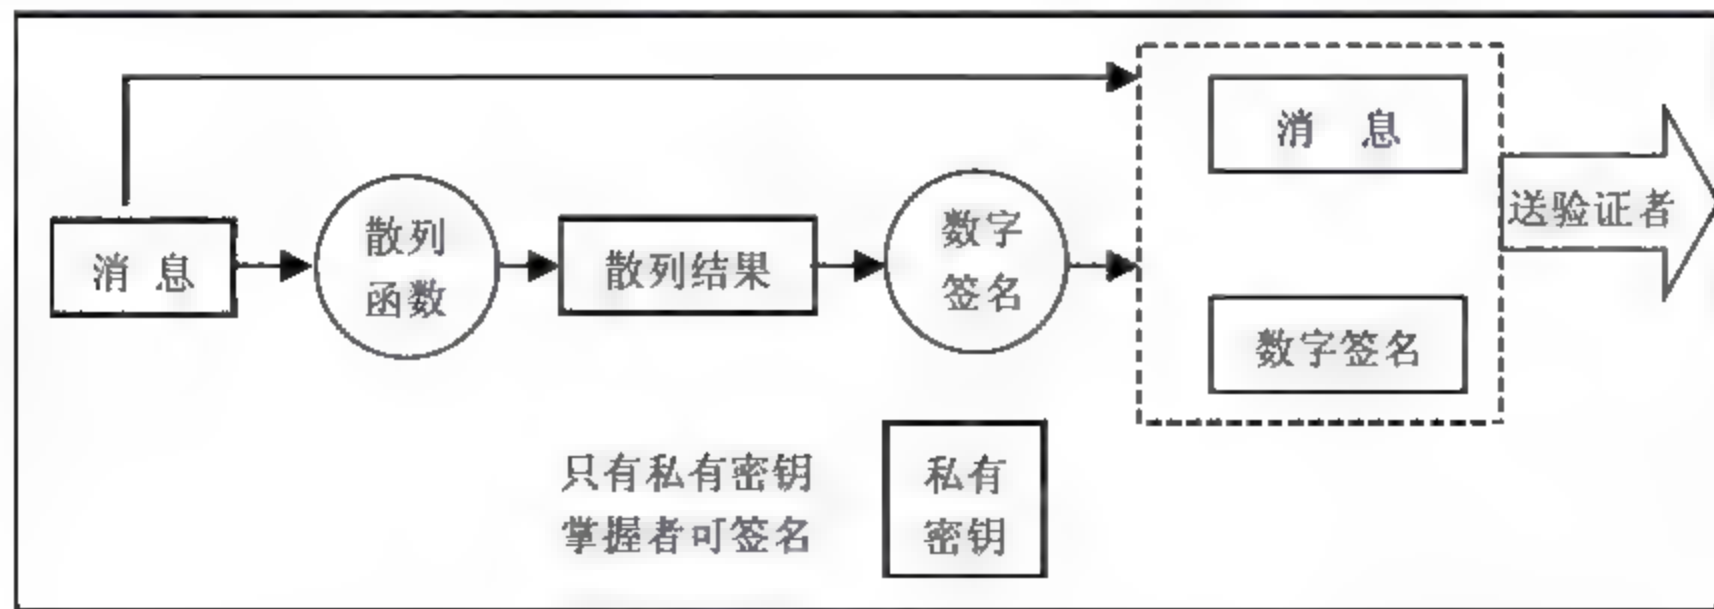 消 息
散列
函数
散列结果
数字
签名
消 息
数字签名
送验证者
只有私有密钥
掌握者可签名
私有
密钥